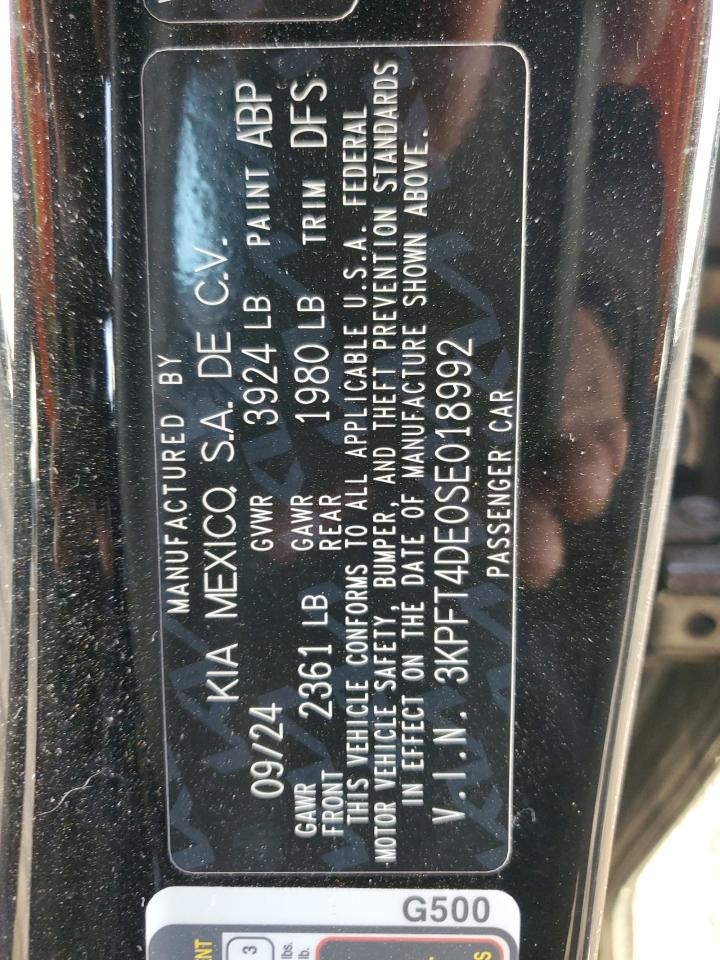 MANUFACTURED BY
KIA MEXICO, S.A. DE C.V.
09/24 GVWR 3924 LB PAINT ABP
GAWR FRONT 2361 LB GAWR REAR 1980 LB TRIM DFS
THIS VEHICLE CONFORMS TO ALL APPLICABLE U.S.A. FEDERAL
MOTOR VEHICLE SAFETY, BUMPER, AND THEFT PREVENTION STANDARDS
IN EFFECT ON THE DATE OF MANUFACTURE SHOWN ABOVE.
V.I.N. 3KPFT4DE0SE018992
PASSENGER CAR
G500
3
lbs.
lb.